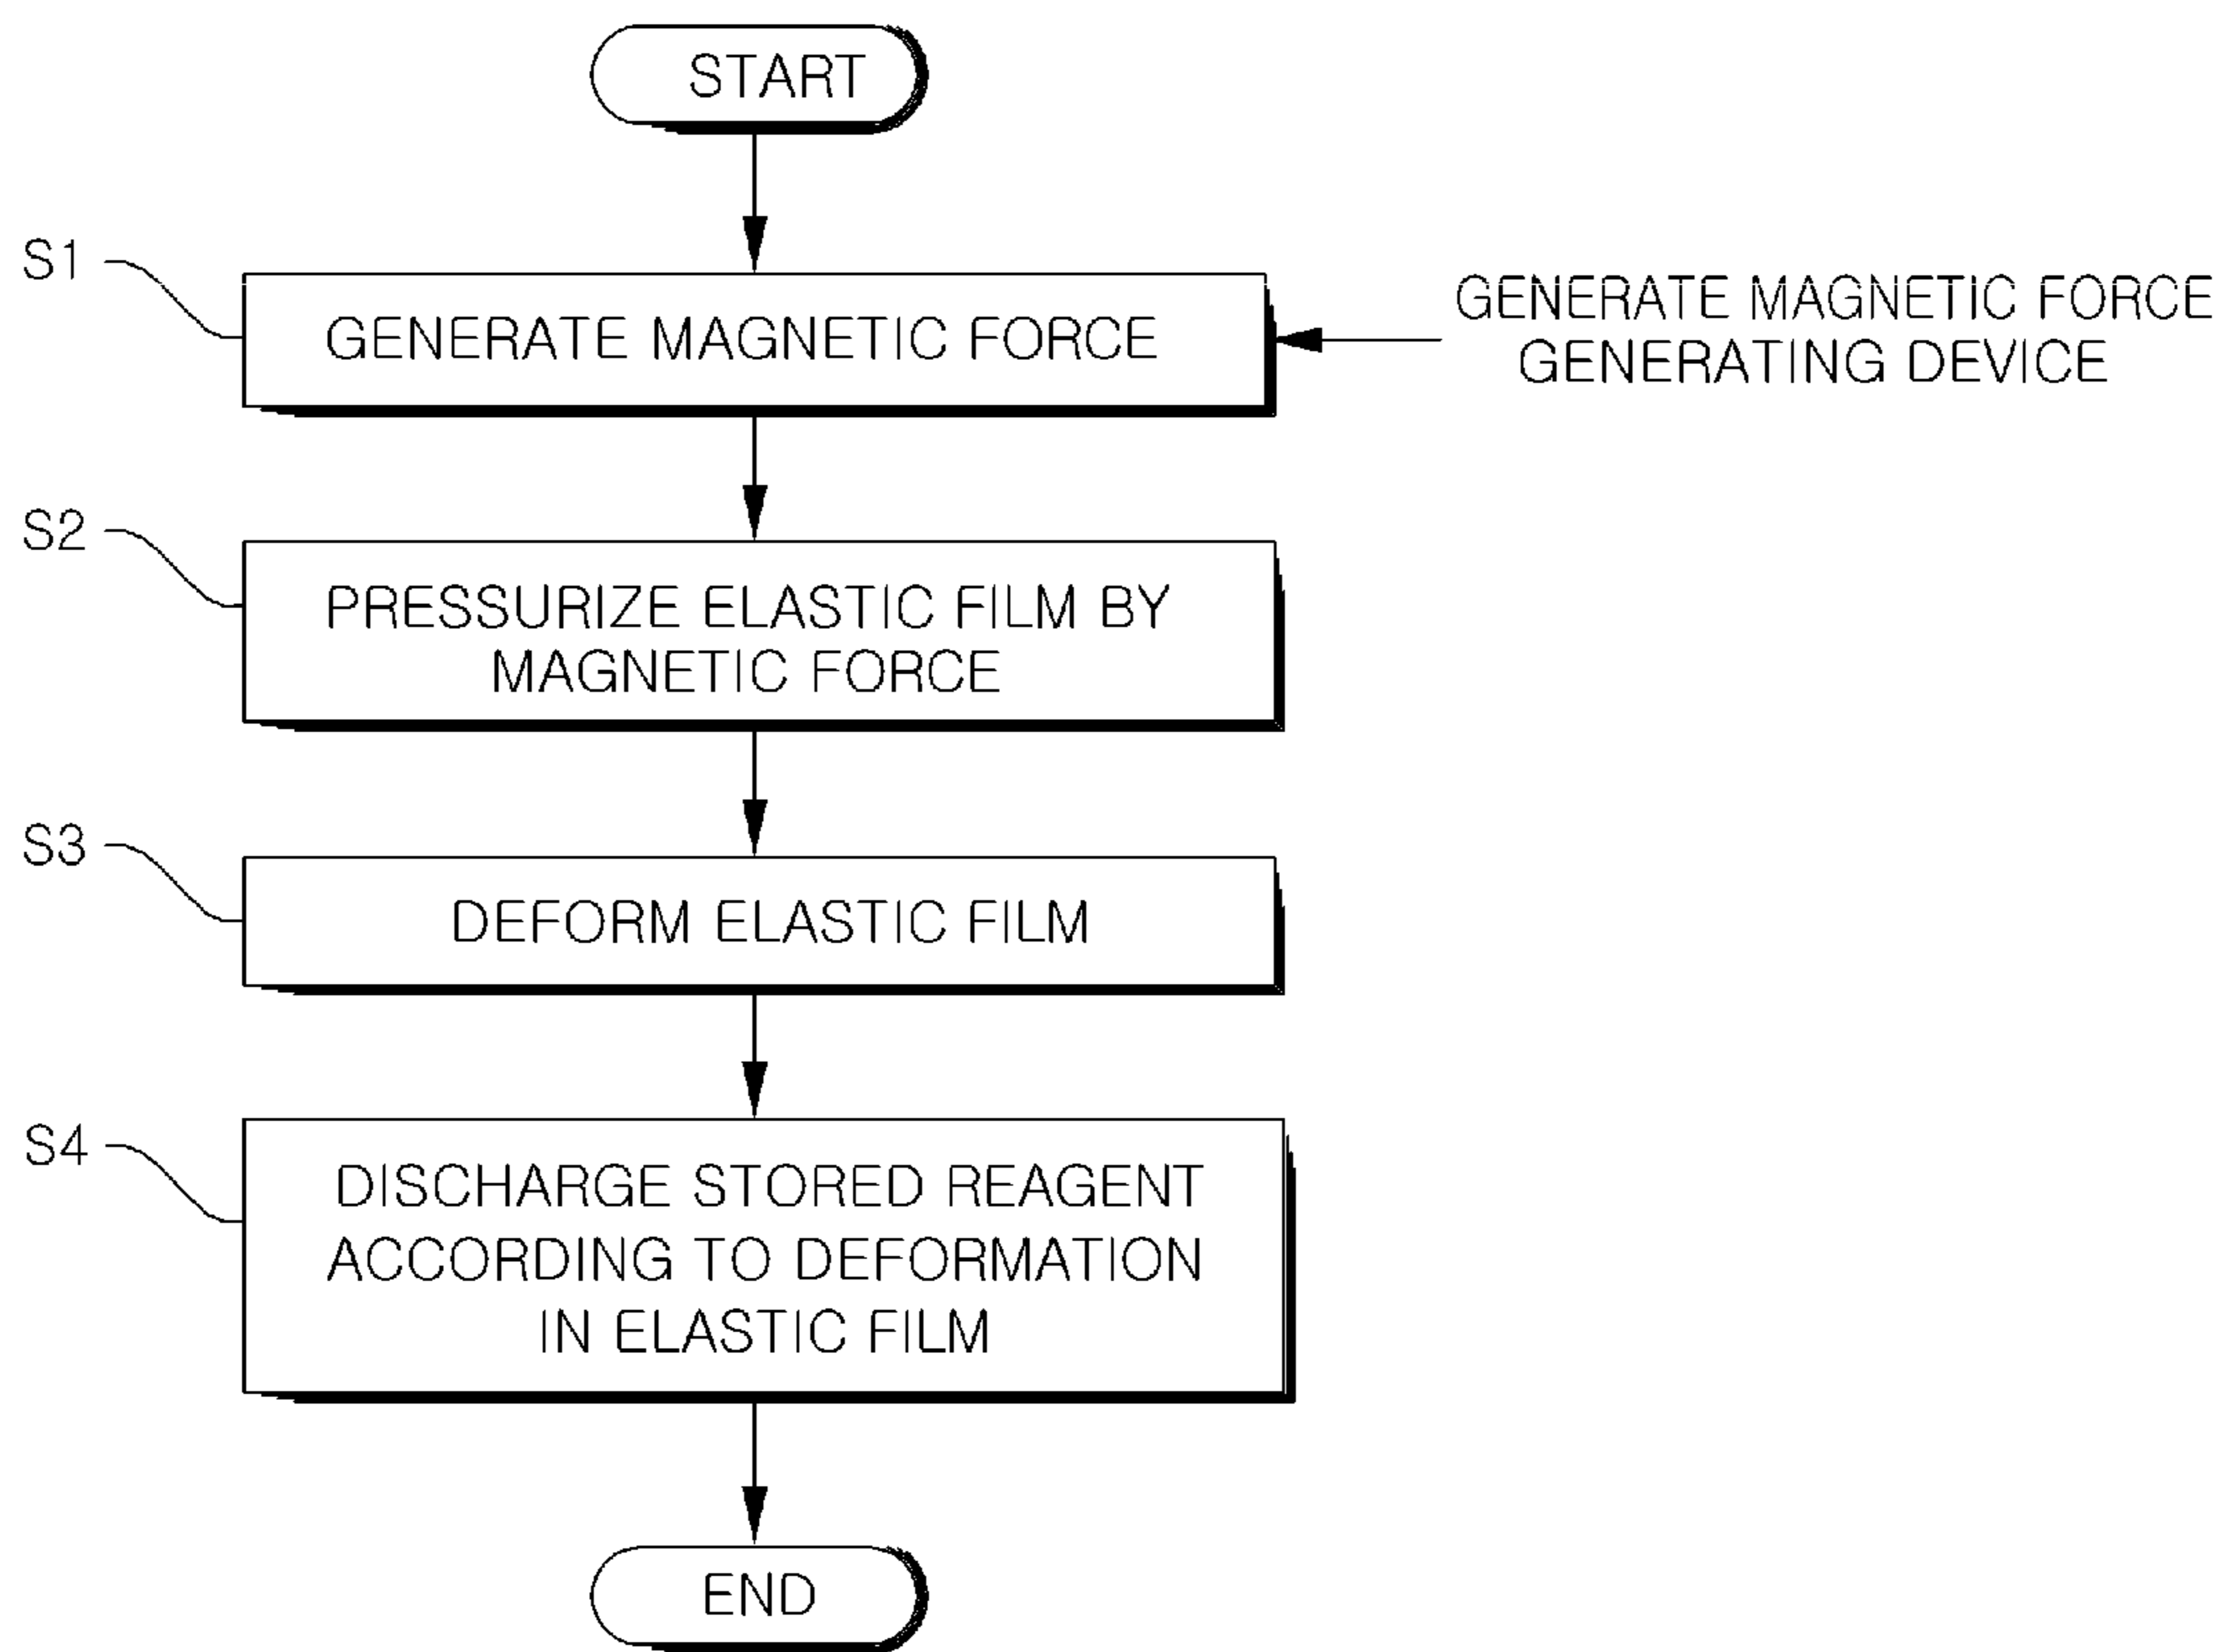 START
S1
GENERATE MAGNETIC FORCE
GENERATE MAGNETIC FORCE
GENERATING DEVICE
S2
PRESSURIZE ELASTIC FILM BY
MAGNETIC FORCE
S3
DEFORM ELASTIC FILM
S4
DISCHARGE STORED REAGENT
ACCORDING TO DEFORMATION
IN ELASTIC FILM
END